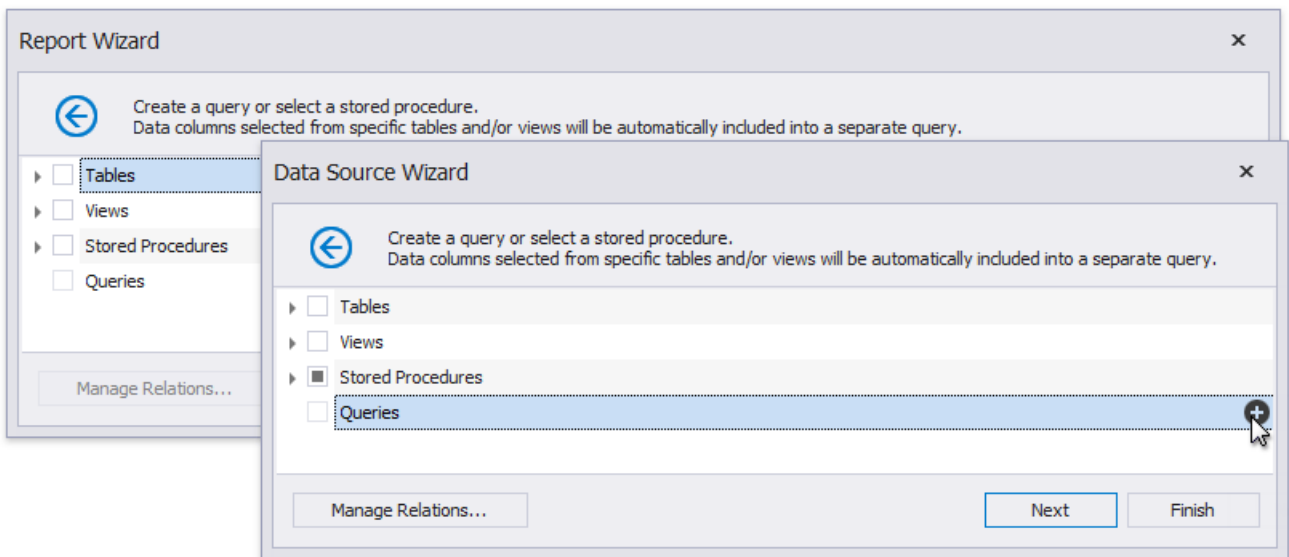 Report Wizard
Create a query or select a stored procedure.
Data columns selected from specific tables and/or views will be automatically included into a separate query.
Tables
Views
Stored Procedures
Queries
Manage Relations...
Data Source Wizard
Create a query or select a stored procedure.
Data columns selected from specific tables and/or views will be automatically included into a separate query.
Tables
Views
Stored Procedures
Queries
Manage Relations...
Next
Finish